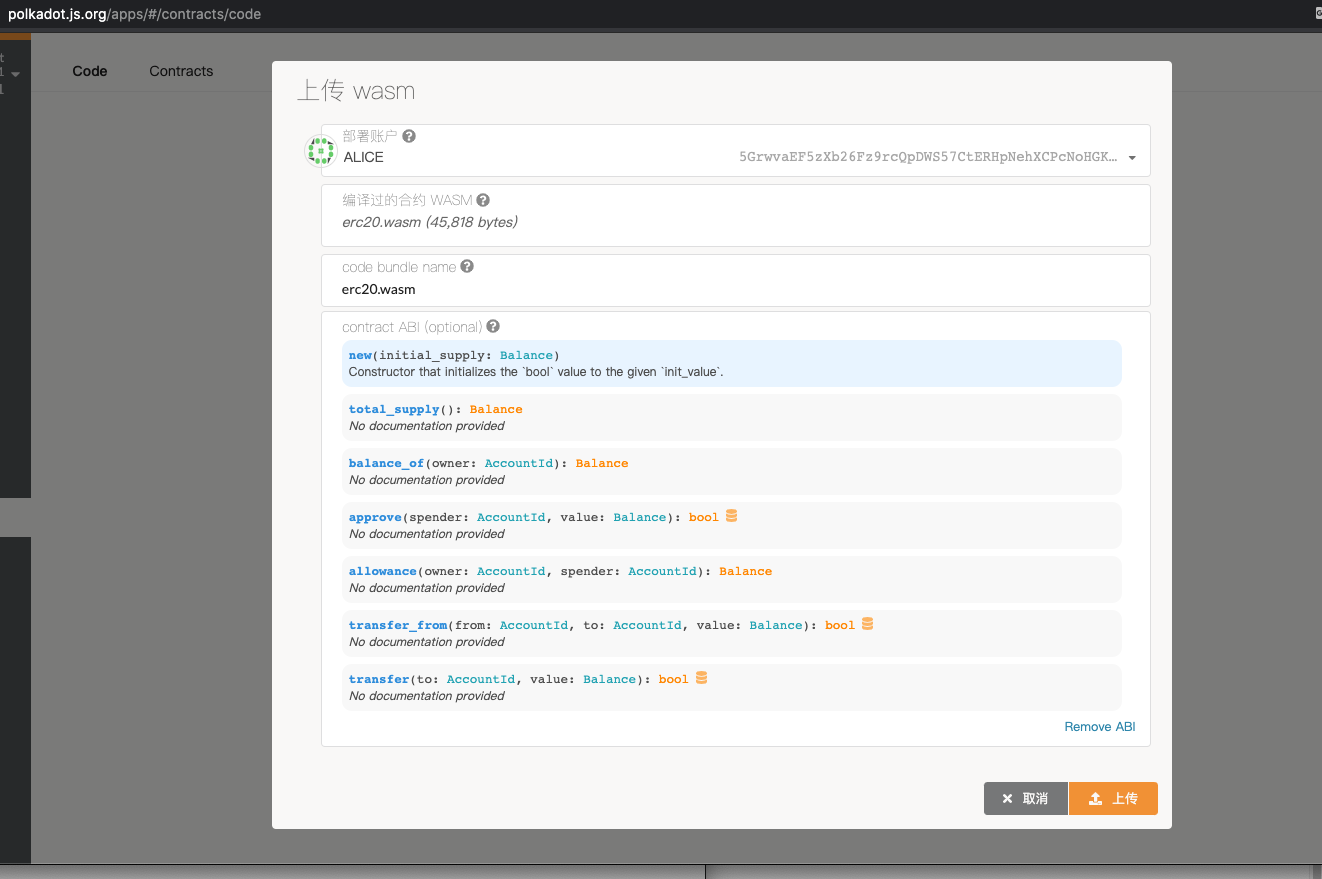 polkadot.js.org/apps/#/contracts/code
Code Contracts
上传 wasm
部署账户
ALICE 5GrwvaEF5zXb26Fz9rcQpDWS57CtERHpNehXCPcNoHGK...
编译过的合约 WASM
erc20.wasm (45,818 bytes)
code bundle name
erc20.wasm
contract ABI (optional)
new(initial_supply: Balance)
Constructor that initializes the `bool` value to the given `init_value`.
total_supply(): Balance
No documentation provided
balance_of(owner: AccountId): Balance
No documentation provided
approve(spender: AccountId, value: Balance): bool
No documentation provided
allowance(owner: AccountId, spender: AccountId): Balance
No documentation provided
transfer_from(from: AccountId, to: AccountId, value: Balance): bool
No documentation provided
transfer(to: AccountId, value: Balance): bool
No documentation provided
Remove ABI
取消 上传